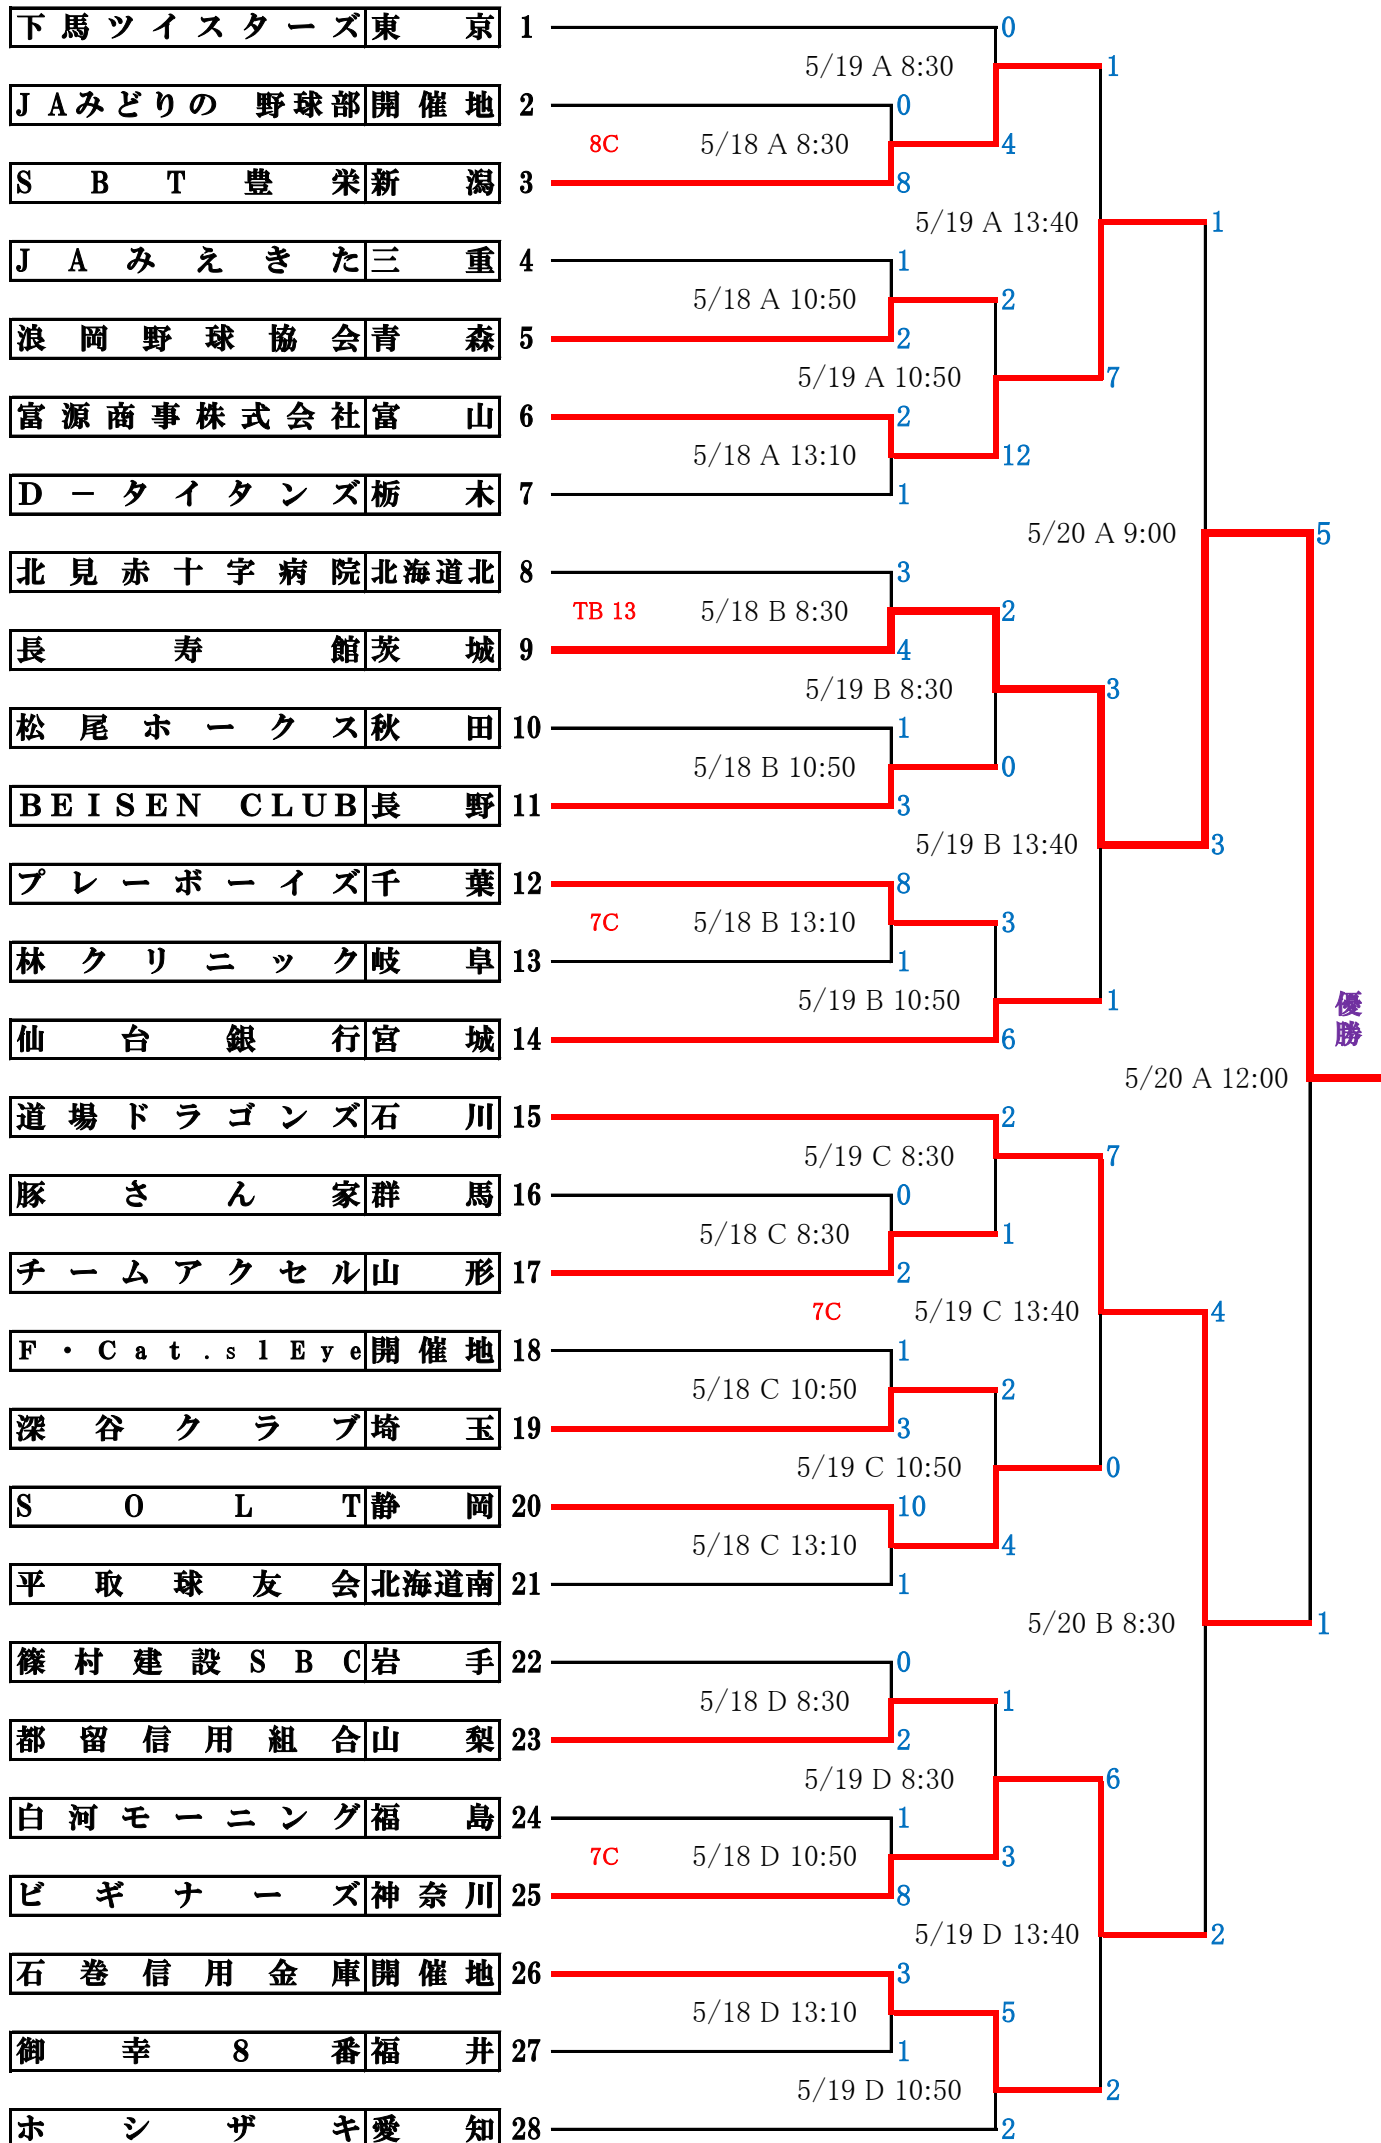 下馬ツイスターズ 東京 1 0
5/19 A 8:30 1
JAみどりの 野球部 開催地 2 0
8C 5/18 A 8:30 4
SBT豊栄 新潟 3 8
5/19 A 13:40 1
JAみえきた 三重 4 1
5/18 A 10:50 2
浪岡野球協会 青森 5 2
5/19 A 10:50 7
富源商事株式会社 富山 6 2
5/18 A 13:10 12
D－タイタンズ 栃木 7 1
5/20 A 9:00 5
北見赤十字病院 北海道北 8 3
TB 13 5/18 B 8:30 2
長寿館 茨城 9 4
5/19 B 8:30 3
松尾ホークス 秋田 10 1
5/18 B 10:50 0
BEISEN CLUB 長野 11 3
5/19 B 13:40 3
プレーボーイズ 千葉 12 8
7C 5/18 B 13:10 3
林クリニック 岐阜 13 1
5/19 B 10:50 1
優勝
仙台銀行 宮城 14 6
5/20 A 12:00
道場ドラゴンズ 石川 15 2
5/19 C 8:30 7
豚さん家 群馬 16 0
5/18 C 8:30 1
チームアクセル 山形 17 2
7C 5/19 C 13:40 4
F・Cat.slEye 開催地 18 1
5/18 C 10:50 2
深谷クラブ 埼玉 19 3
5/19 C 10:50 0
SOLT 静岡 20 10
5/18 C 13:10 4
平取球友会 北海道南 21 1
5/20 B 8:30 1
篠村建設SBC 岩手 22 0
5/18 D 8:30 1
都留信用組合 山梨 23 2
5/19 D 8:30 6
白河モーニング 福島 24 1
7C 5/18 D 10:50 3
ビギナーズ 神奈川 25 8
5/19 D 13:40 2
石巻信用金庫 開催地 26 3
5/18 D 13:10 5
御幸8番 福井 27 1
5/19 D 10:50 2
ホシザキ 愛知 28 2